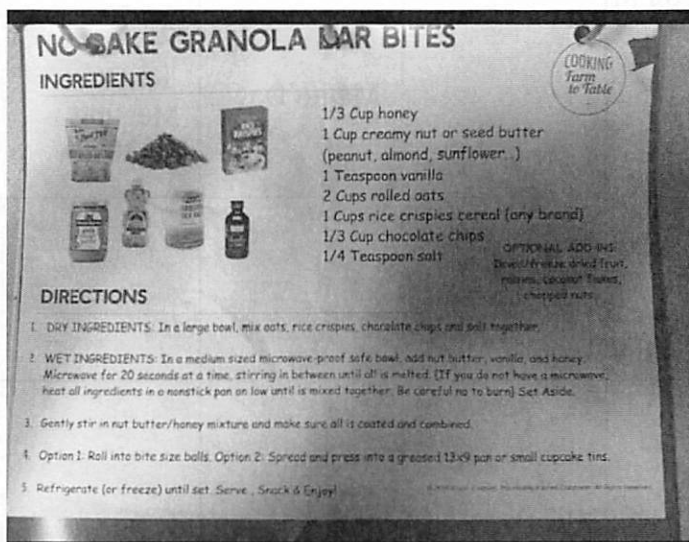 NO-BAKE GRANOLA BAR BITES
COOKING
Farm
to Table
INGREDIENTS
1/3 Cup honey
1 Cup creamy nut or seed butter
(peanut, almond, sunflower...)
1 Teaspoon vanilla
2 Cups rolled oats
1 Cups rice crispies cereal (any brand)
1/3 Cup chocolate chips
1/4 Teaspoon salt
OPTIONAL ADD-INS:
Dried/freeze dried fruit,
raisins, coconut flakes,
chopped nuts
DIRECTIONS
1. DRY INGREDIENTS: In a large bowl, mix oats, rice crispies, chocolate chips and salt together.
2. WET INGREDIENTS: In a medium sized microwave-proof safe bowl, add nut butter, vanilla, and honey.
Microwave for 20 seconds at a time, stirring in between until all is melted. (If you do not have a microwave,
heat all ingredients in a nonstick pan on low until is mixed together. Be careful no to burn) Set Aside.
3. Gently stir in nut butter/honey mixture and make sure all is coated and combined.
4. Option 1: Roll into bite size balls. Option 2: Spread and press into a greased 13x9 pan or small cupcake tins.
5. Refrigerate (or freeze) until set. Serve , Snack & Enjoy!